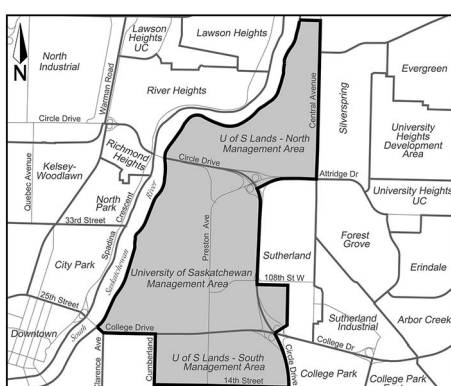 Lawson
Heights
UC
Lawson Heights
North
Industrial
N
Warman Road
Evergreen
River Heights
Central Avenue
Silverspring
Circle Drive
U of S Lands - North
Management Area
University
Heights
Development
Area
Richmond
Heights
Circle Drive
Quebec Avenue
Kelsey-
Woodlawn
Attridge Dr
University Heights
UC
North
Park
33rd Street
Spadina
Crescent
River
Preston Ave
Forest
Grove
Sutherland
City Park
Saskatchewan
University of Saskatchewan
Management Area
108th St W
Erindale
25th Street
South
Sutherland
Industrial
Arbor Creek
Downtown
College Drive
College Dr
Clarence Ave
Cumberland
U of S Lands - South
Management Area
14th Street
Circle Drive
College Park
College Park